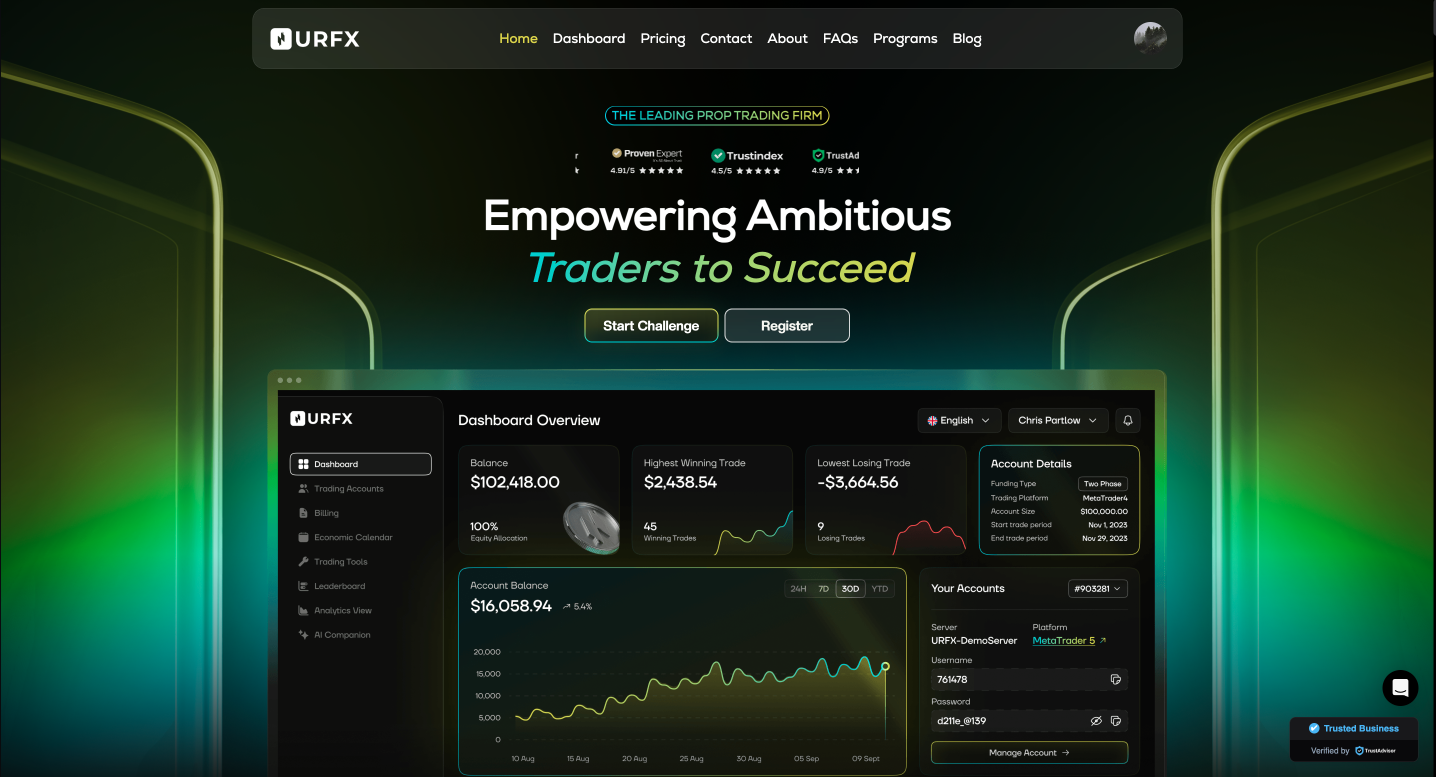 URFX
Home Dashboard Pricing Contact About FAQs Programs Blog
THE LEADING PROP TRADING FIRM
r Proven Expert Trustindex TrustAd
4.91/5 ★★★★★ 4.5/5 ★★★★★ 4.9/5 ★★
Empowering Ambitious
Traders to Succeed
Start Challenge Register
URFX
Dashboard
Trading Accounts
Billing
Economic Calendar
Trading Tools
Leaderboard
Analytics View
AI Companion
Dashboard Overview
English
Chris Partlow
Balance
$102,418.00
100%
Equity Allocation
Highest Winning Trade
$2,438.54
45
Winning Trades
Lowest Losing Trade
-$3,664.56
9
Losing Trades
Account Details
Funding Type Two Phase
Trading Platform MetaTrader4
Account Size $100,000.00
Start trade period Nov 1, 2023
End trade period Nov 29, 2023
Account Balance
$16,058.94 5.4%
24H 7D 30D YTD
20,000
15,000
10,000
5,000
0
10 Aug 15 Aug 20 Aug 25 Aug 30 Aug 05 Sep 09 Sept
Your Accounts #903281
Server Platform
URFX-DemoServer MetaTrader 5
Username
761478
Password
d211e_@139
Manage Account →
Trusted Business
Verified by TrustAdviser